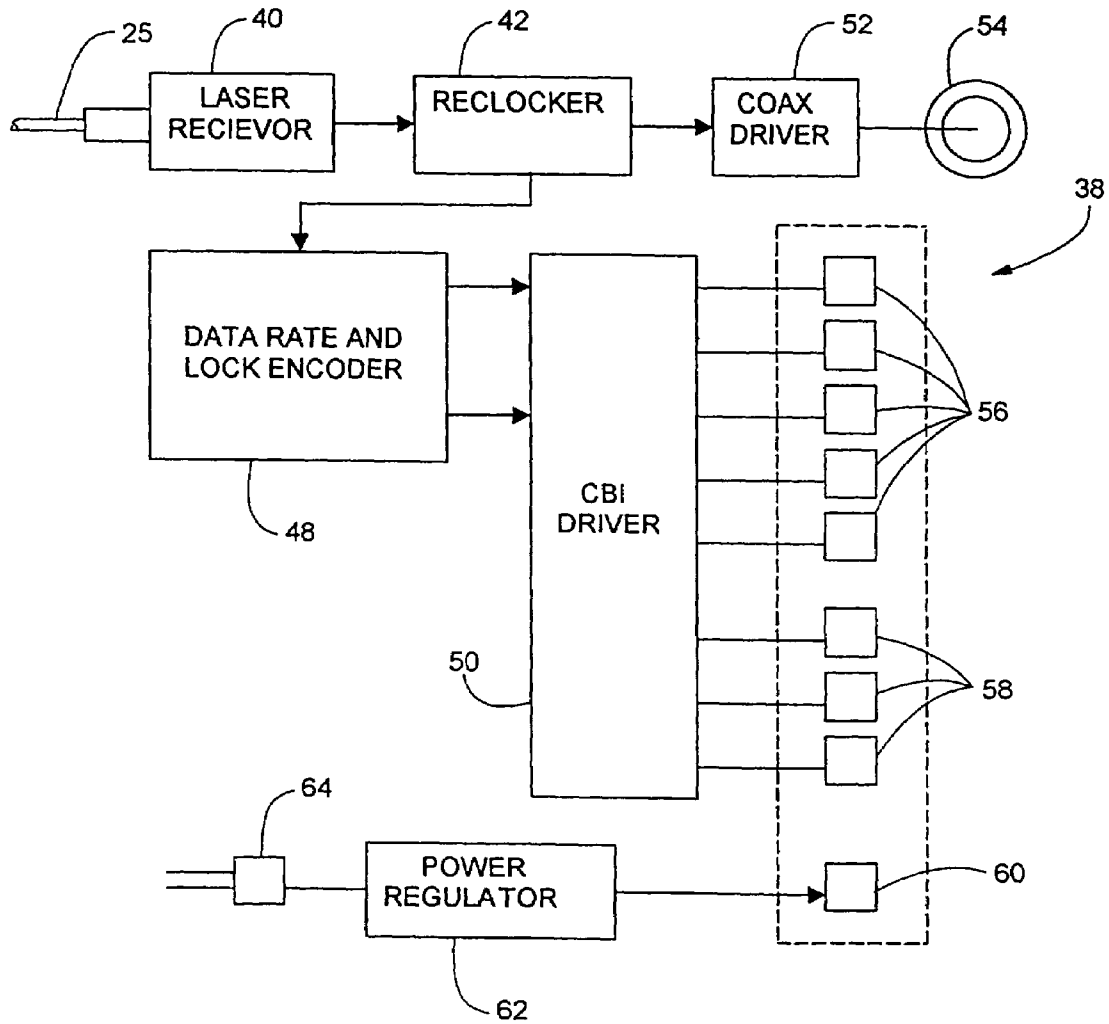 25
40
42
52
54
LASER
RECIEVOR
RECLOCKER
COAX
DRIVER
38
DATA RATE AND
LOCK ENCODER
56
CBI
DRIVER
48
50
58
64
POWER
REGULATOR
60
62